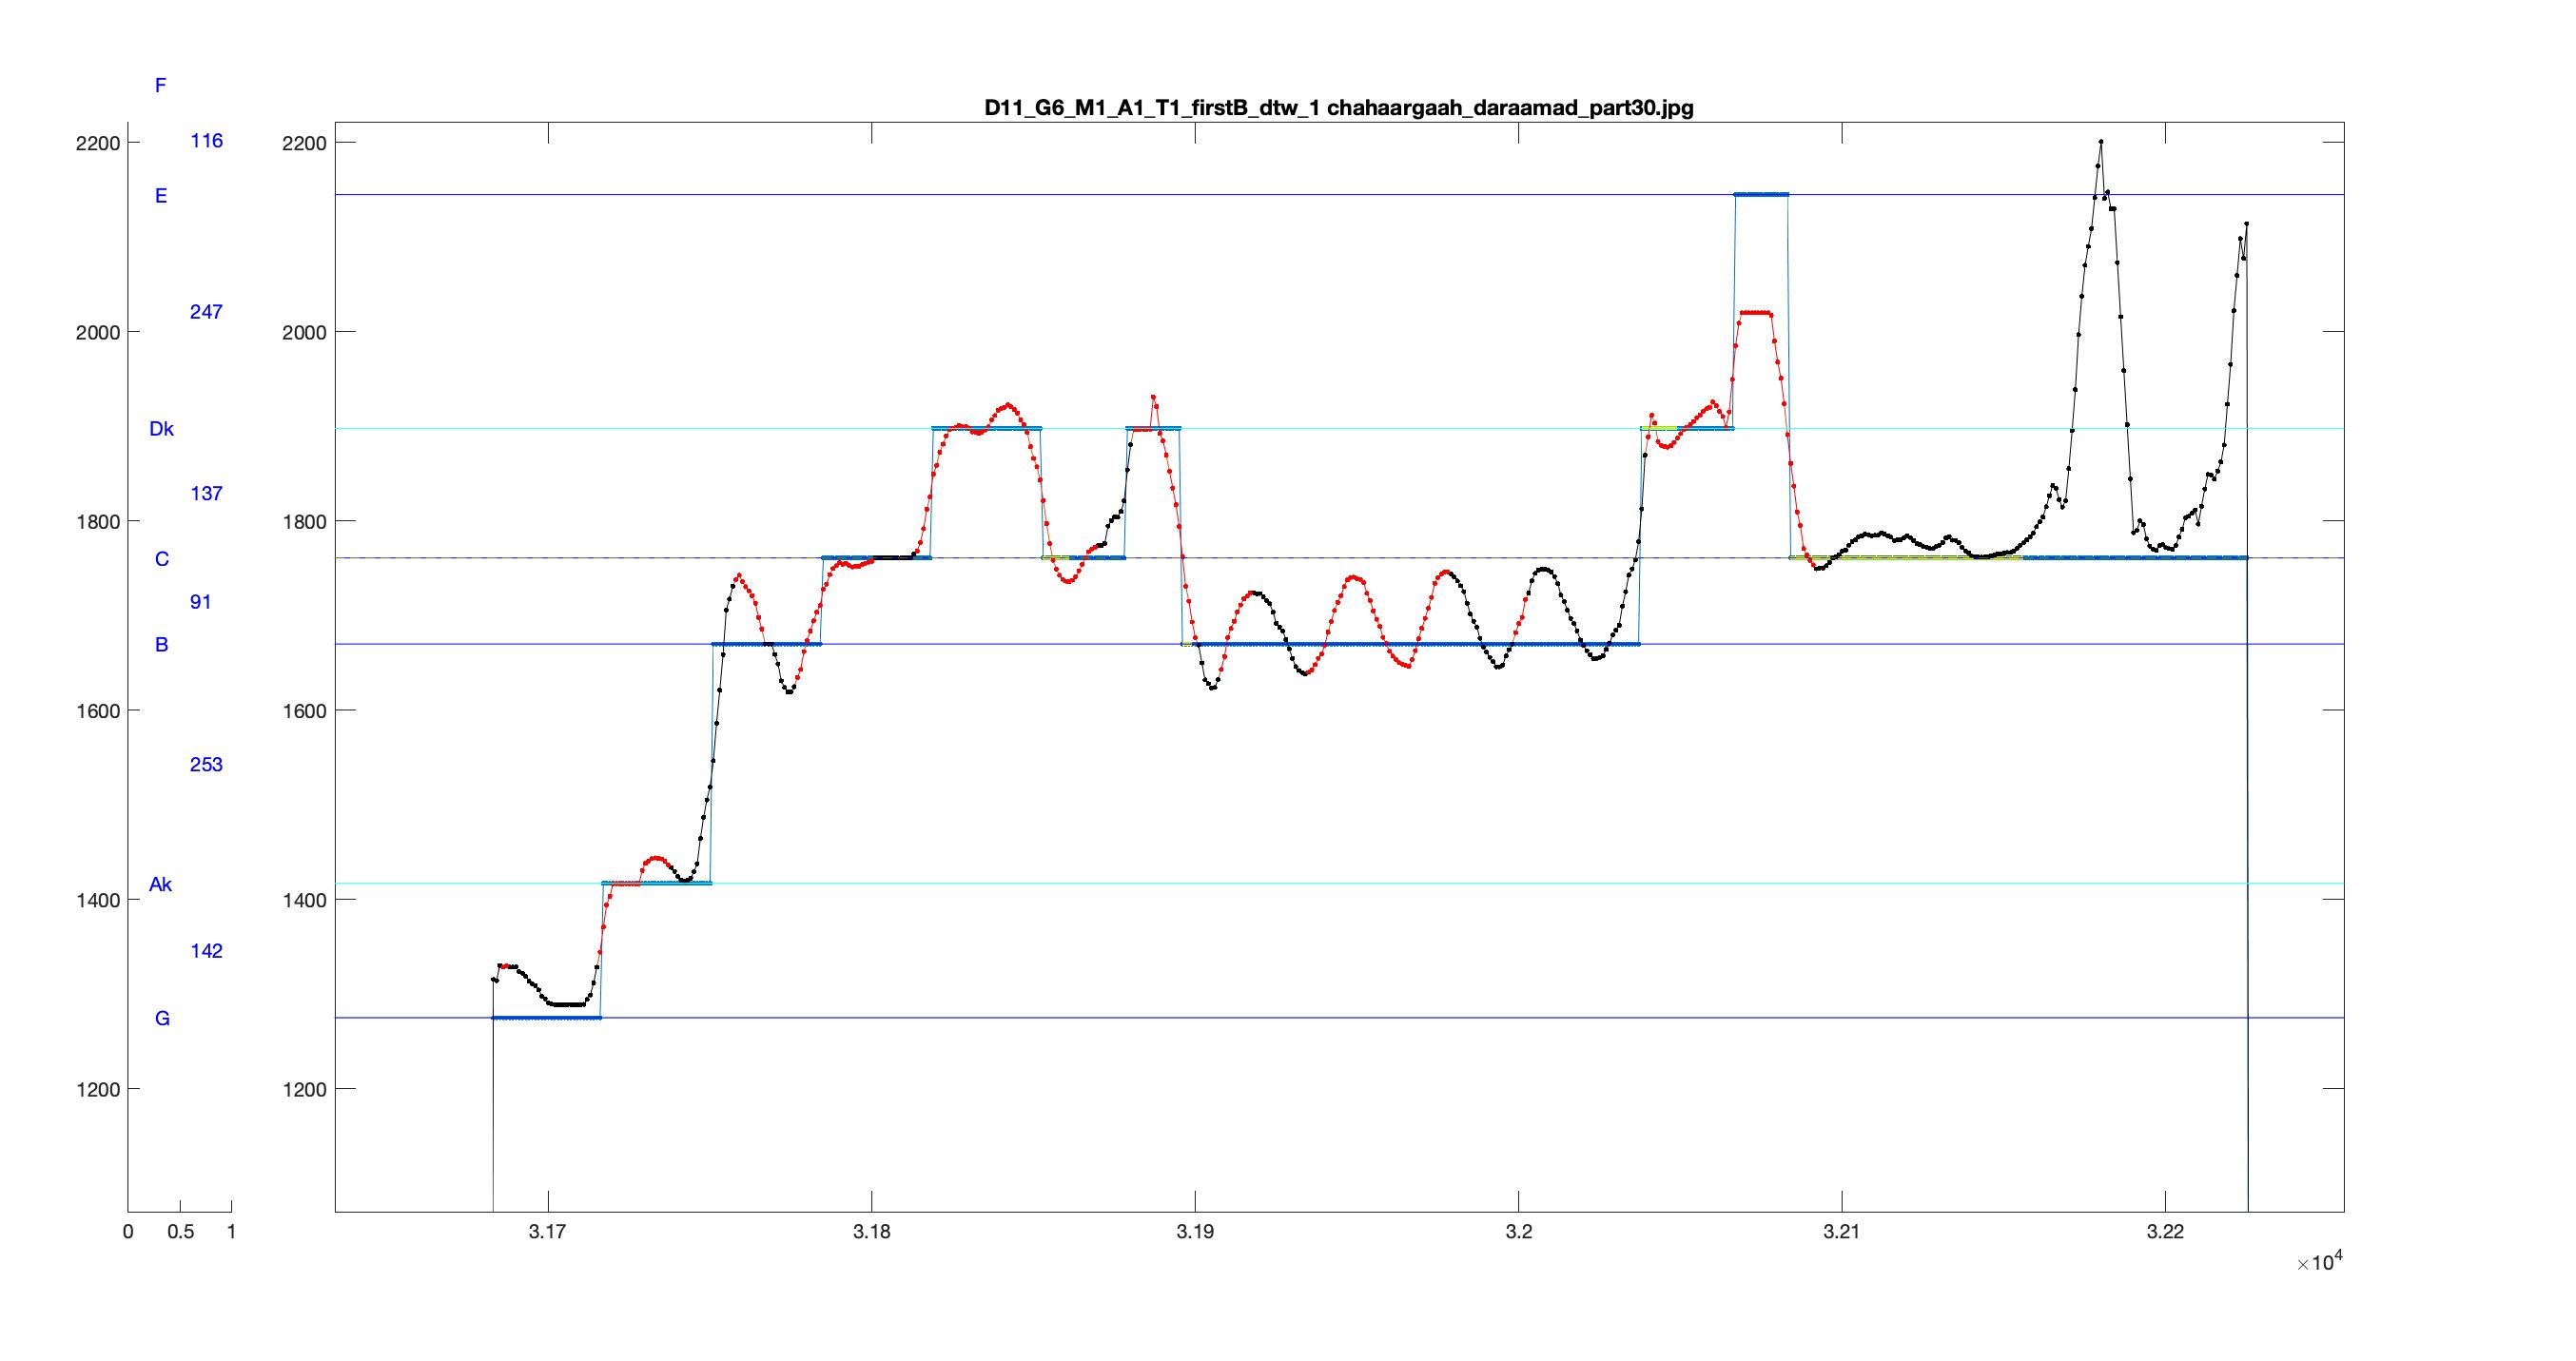 F
D11_G6_M1_A1_T1_firstB_dtw_1 chahaargaah_daraamad_part30.jpg
116
2200 2200
E
247
2000 2000
Dk
137
1800 1800
C
91
B
1600 1600
253
Ak
1400 1400
142
G
1200 1200
0 0.5 1 3.17 3.18 3.19 3.2 3.21 3.22
×10^4